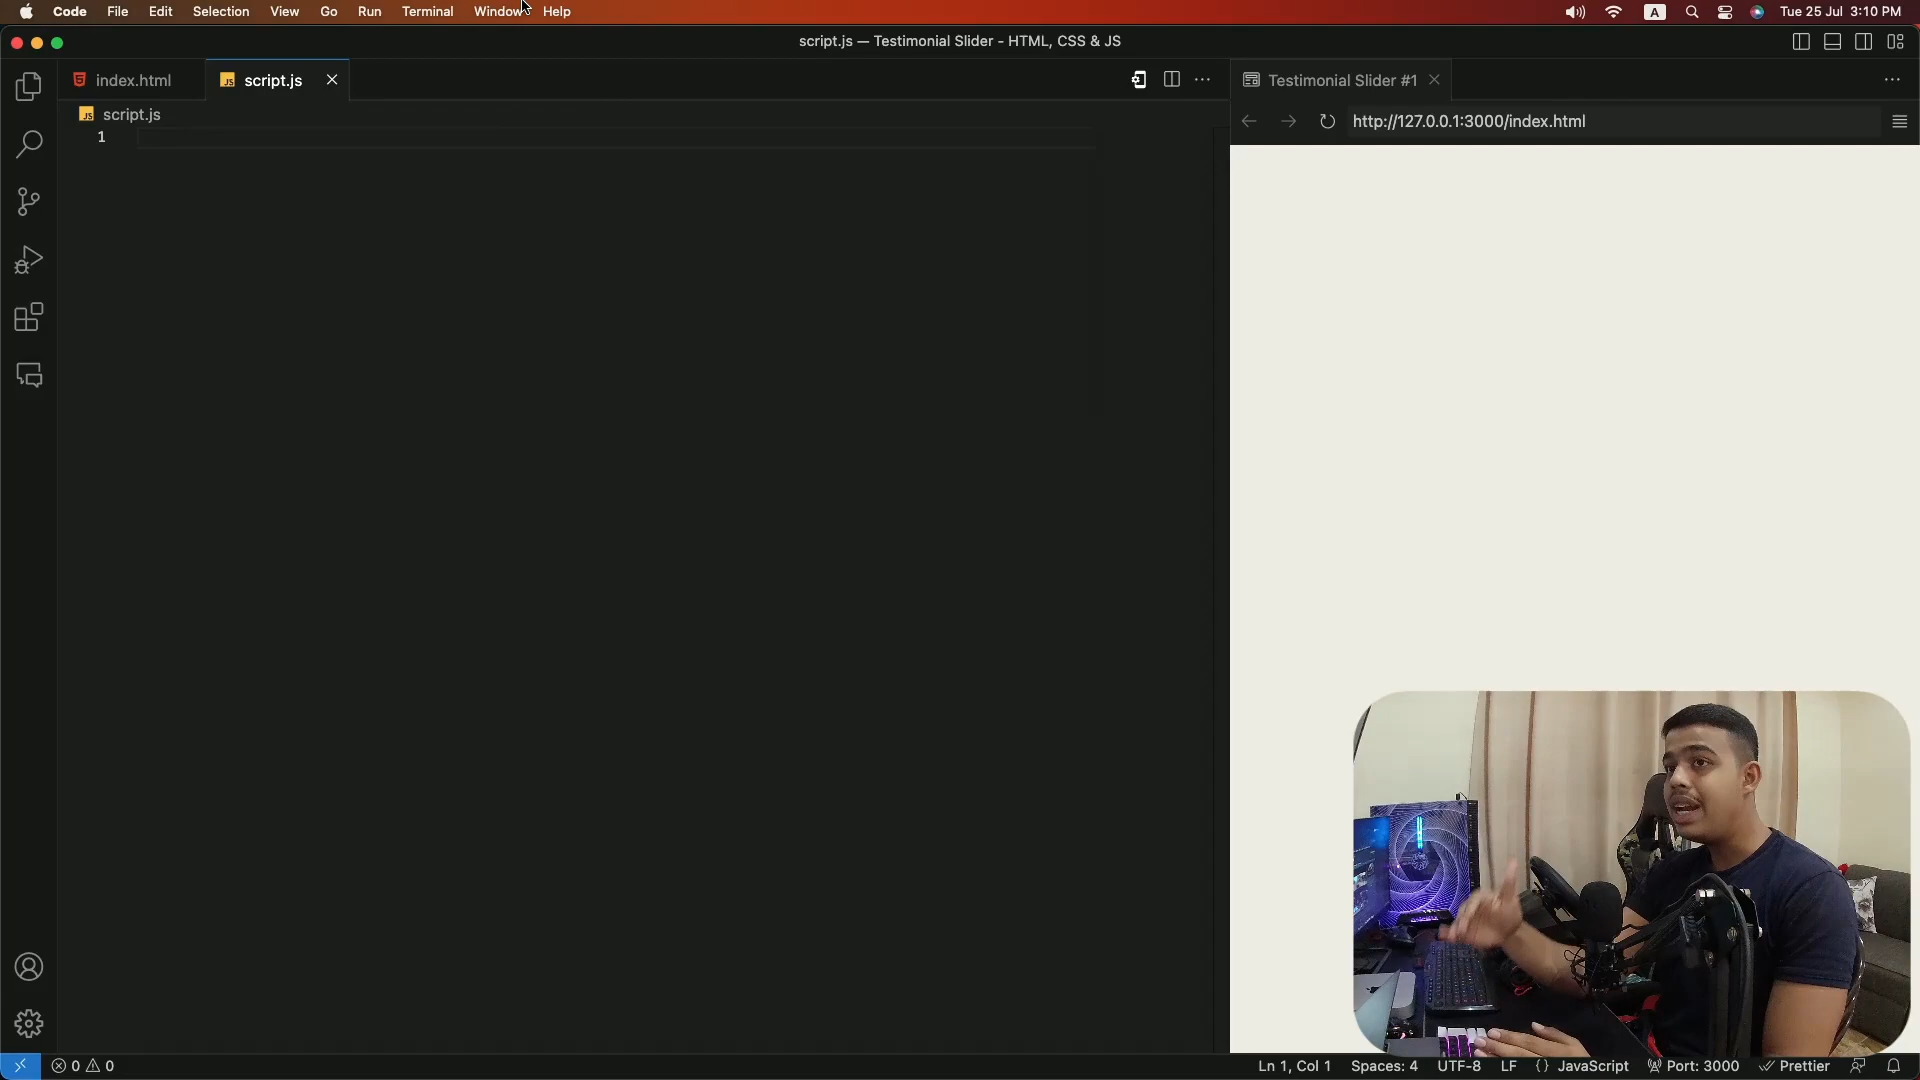 Code File Edit Selection View Go Run Terminal Window Help
A Tue 25 Jul 3:10 PM
script.js — Testimonial Slider - HTML, CSS & JS
index.html
JS script.js
Testimonial Slider #1
JS script.js
http://127.0.0.1:3000/index.html
1
0 0
Ln 1, Col 1 Spaces: 4 UTF-8 LF {} JavaScript Port: 3000 Prettier